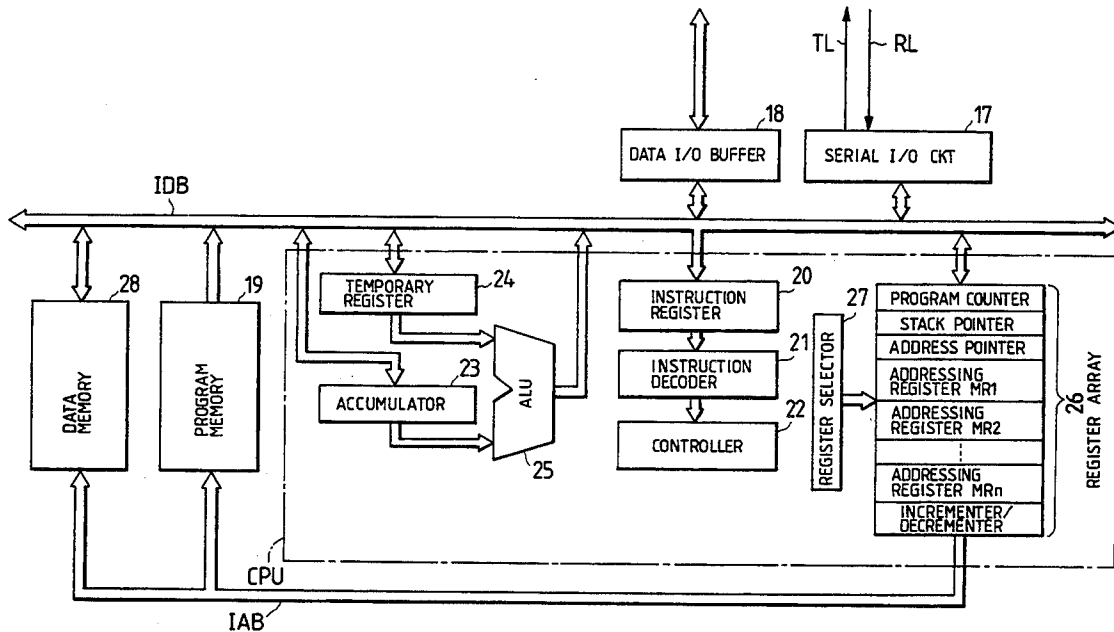 TL
RL
18
17
DATA I/O BUFFER
SERIAL I/O CKT
IDB
28
19
24
20
27
TEMPORARY
REGISTER
INSTRUCTION
REGISTER
PROGRAM COUNTER
STACK POINTER
ADDRESS POINTER
ADDRESSING
REGISTER MR1
ADDRESSING
REGISTER MR2
ADDRESSING
REGISTER MRn
INCREMENTER/
DECREMENTER
21
INSTRUCTION
DECODER
23
ACCUMULATOR
22
CONTROLLER
ALU
25
DATA
MEMORY
PROGRAM
MEMORY
REGISTER SELECTOR
26
REGISTER ARRAY
CPU
IAB